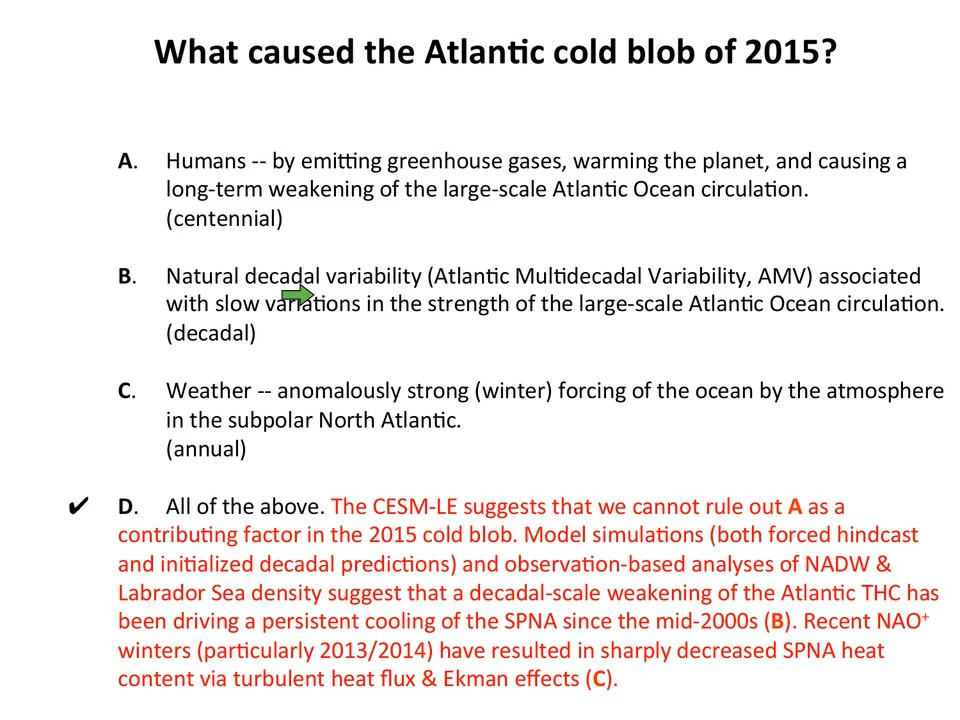 What caused the Atlantic cold blob of 2015?
A. Humans -- by emitting greenhouse gases, warming the planet, and causing a
long-term weakening of the large-scale Atlantic Ocean circulation.
(centennial)
B. Natural decadal variability (Atlantic Multidecadal Variability, AMV) associated
with slow variations in the strength of the large-scale Atlantic Ocean circulation.
(decadal)
C. Weather -- anomalously strong (winter) forcing of the ocean by the atmosphere
in the subpolar North Atlantic.
(annual)
✔ D. All of the above. The CESM-LE suggests that we cannot rule out A as a
contributing factor in the 2015 cold blob. Model simulations (both forced hindcast
and initialized decadal predictions) and observation-based analyses of NADW &
Labrador Sea density suggest that a decadal-scale weakening of the Atlantic THC has
been driving a persistent cooling of the SPNA since the mid-2000s (B). Recent NAO⁺
winters (particularly 2013/2014) have resulted in sharply decreased SPNA heat
content via turbulent heat flux & Ekman effects (C).